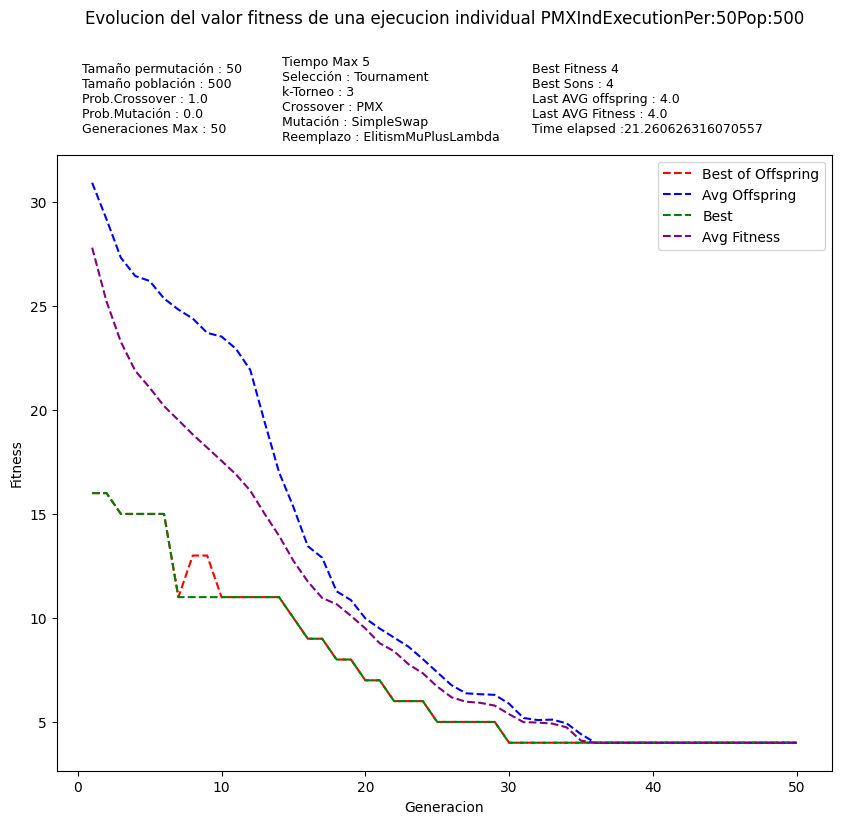 Evolucion del valor fitness de una ejecucion individual PMXIndExecutionPer:50Pop:500
Tamaño permutación : 50
Tamaño población : 500
Prob.Crossover : 1.0
Prob.Mutación : 0.0
Generaciones Max : 50
Tiempo Max 5
Selección : Tournament
k-Torneo : 3
Crossover : PMX
Mutación : SimpleSwap
Reemplazo : ElitismMuPlusLambda
Best Fitness 4
Best Sons : 4
Last AVG offspring : 4.0
Last AVG Fitness : 4.0
Time elapsed :21.260626316070557
Best of Offspring
Avg Offspring
Best
Avg Fitness
30
25
20
15
10
5
Fitness
0
10
20
30
40
50
Generacion